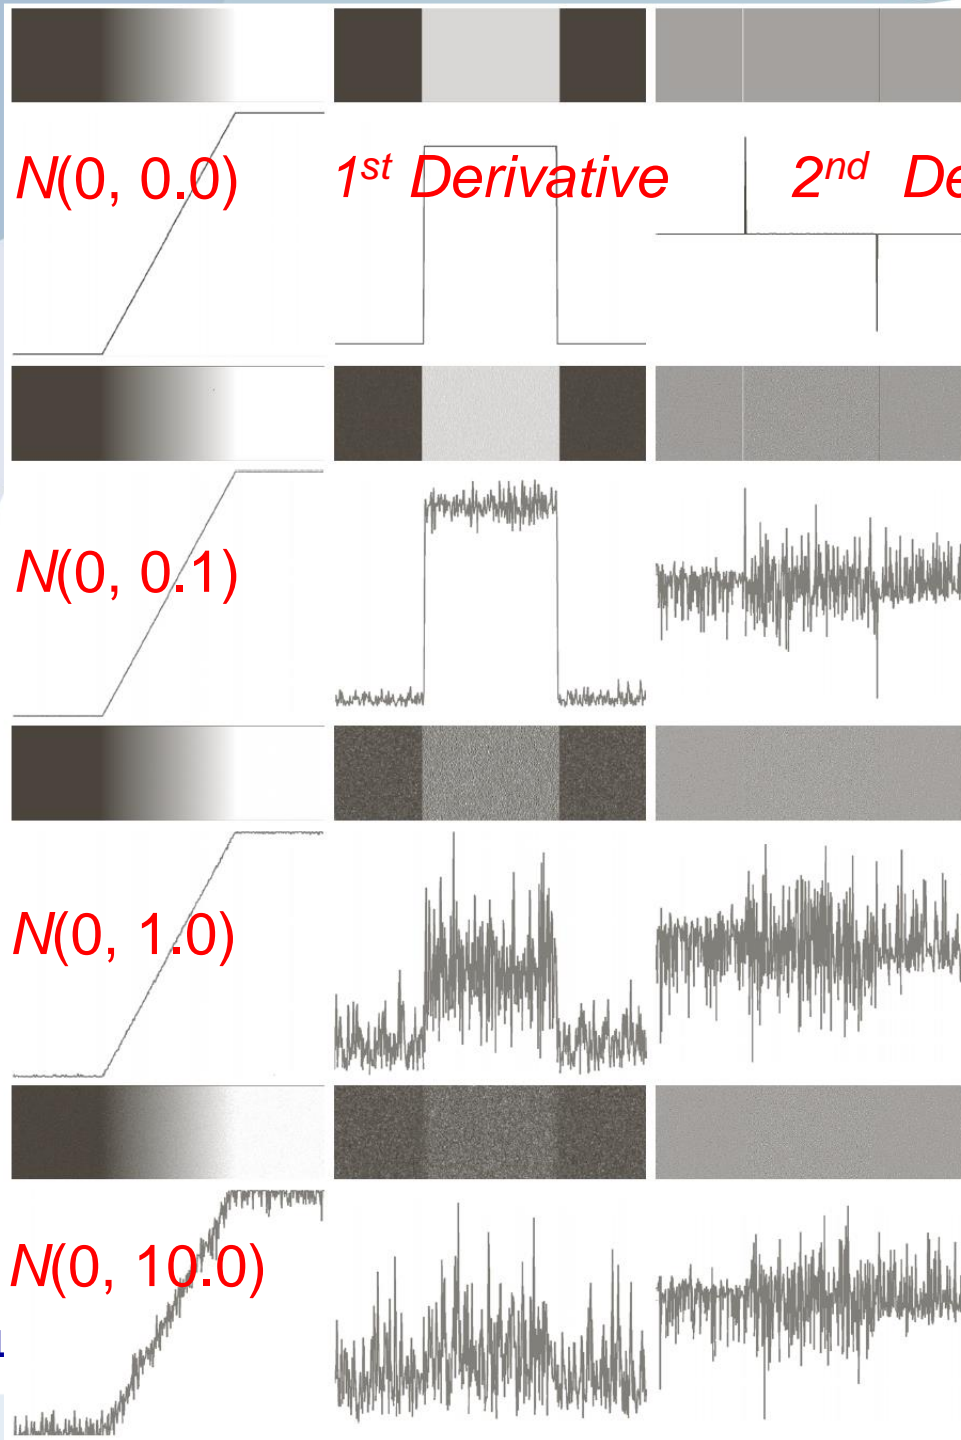 N(0, 0.0) 1st Derivative 2nd De
N(0, 0.1)
N(0, 1.0)
N(0, 10.0)